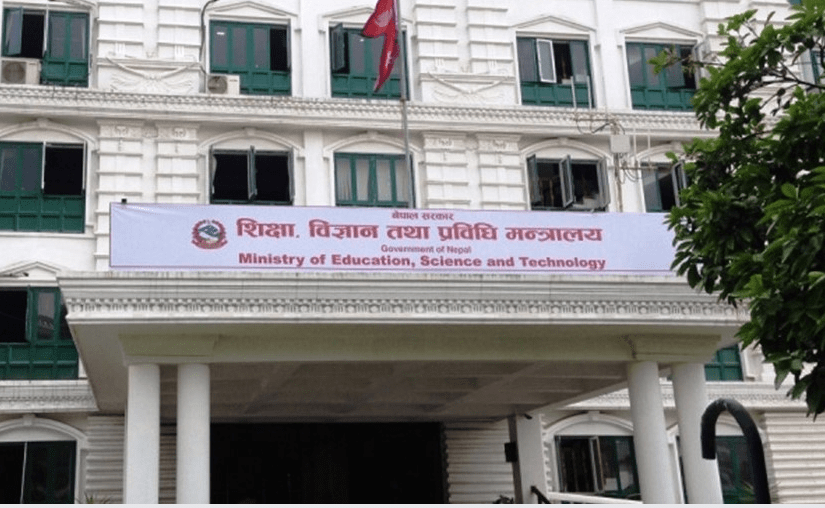 नेपाल सरकार
शिक्षा, विज्ञान तथा प्रविधि मन्त्रालय
Government of Nepal
Ministry of Education, Science and Technology